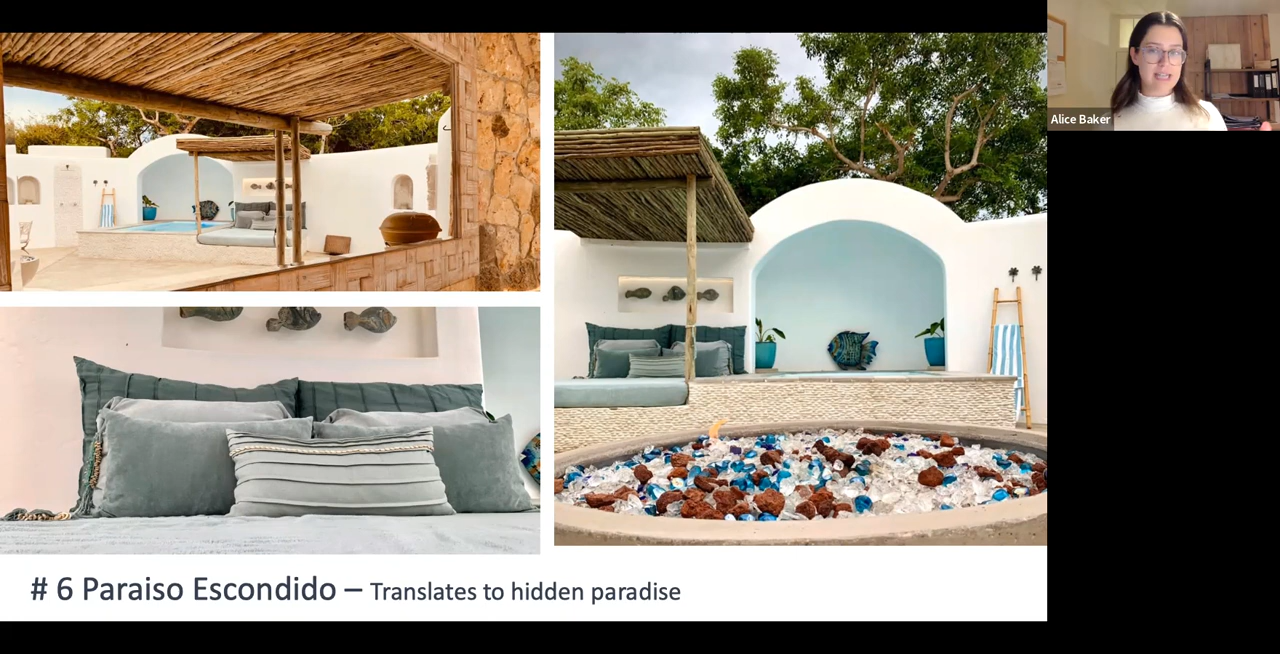 Alice Baker
# 6 Paraiso Escondido – Translates to hidden paradise